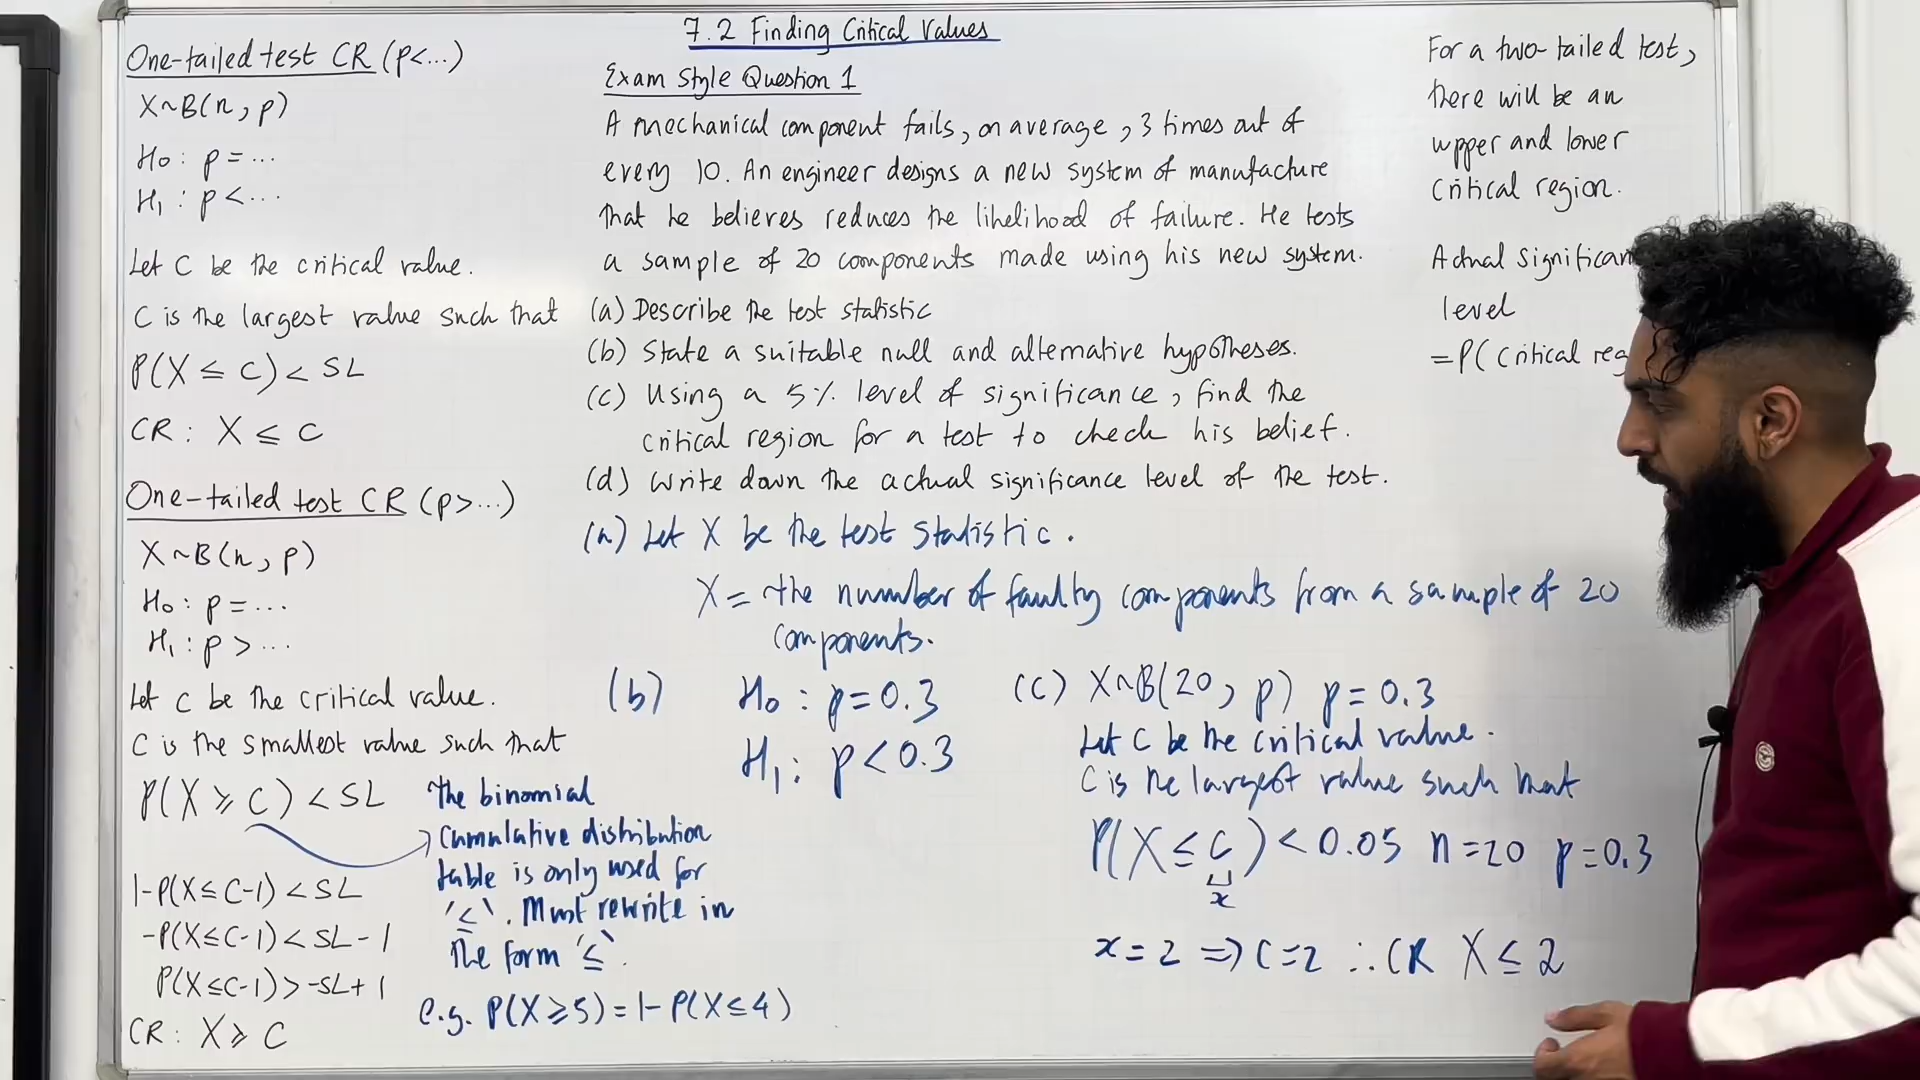 7.2 Finding Critical Values
One-tailed test CR (p<...)
X~B(n, p)
H₀ : p = ...
H₁ : p < ...
Let C be the critical value.
C is the largest value such that
P(X ≤ C) < SL
CR : X ≤ C
One-tailed test CR (p>...)
X~B(n, p)
H₀ : p = ...
H₁ : p > ...
Let C be the critical value.
C is the smallest value such that
P(X ⩾ C) < SL
1-P(X≤C-1) < SL
-P(X≤C-1) < SL-1
P(X≤C-1) > -SL+1
CR : X ⩾ C
the binomial
cumulative distribution
table is only used for
'≤'. Must rewrite in
the form '≤'.
e.g. P(X⩾5) = 1-P(X≤4)
Exam Style Question 1
A mechanical component fails, on average, 3 times out of
every 10. An engineer designs a new system of manufacture
that he believes reduces the likelihood of failure. He tests
a sample of 20 components made using his new system.
(a) Describe the test statistic
(b) State a suitable null and alternative hypotheses.
(c) Using a 5% level of significance, find the
critical region for a test to check his belief.
(d) Write down the actual significance level of the test.
(a) Let X be the test statistic.
X = the number of faulty components from a sample of 20
components.
(b) H₀ : p = 0.3
H₁ : p < 0.3
(c) X~B(20, p) p = 0.3
Let C be the critical value.
C is the largest value such that
P(X ≤ C) < 0.05 n = 20 p = 0.3
x
x = 2 ⇒ C = 2 ∴ CR X ≤ 2
For a two-tailed test,
there will be an
upper and lower
critical region.
Actual significan
level
= P(critical reg